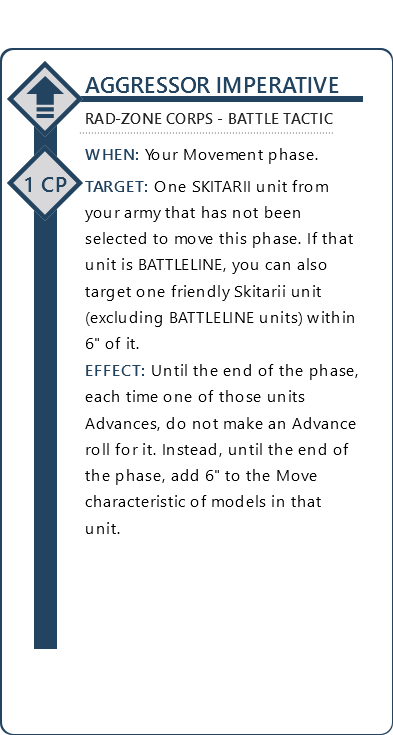 AGGRESSOR IMPERATIVE
RAD-ZONE CORPS - BATTLE TACTIC
WHEN: Your Movement phase.
1 CP
TARGET: One SKITARII unit from
your army that has not been
selected to move this phase. If that
unit is BATTLELINE, you can also
target one friendly Skitarii unit
(excluding BATTLELINE units) within
6" of it.
EFFECT: Until the end of the phase,
each time one of those units
Advances, do not make an Advance
roll for it. Instead, until the end of
the phase, add 6" to the Move
characteristic of models in that
unit.